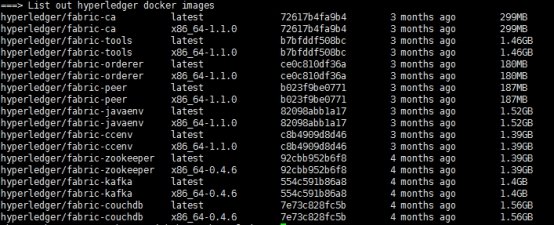 ===> List out hyperledger docker images
hyperledger/fabric-ca latest 72617b4fa9b4 3 months ago 299MB
hyperledger/fabric-ca x86_64-1.1.0 72617b4fa9b4 3 months ago 299MB
hyperledger/fabric-tools latest b7bfddf508bc 3 months ago 1.46GB
hyperledger/fabric-tools x86_64-1.1.0 b7bfddf508bc 3 months ago 1.46GB
hyperledger/fabric-orderer latest ce0c810df36a 3 months ago 180MB
hyperledger/fabric-orderer x86_64-1.1.0 ce0c810df36a 3 months ago 180MB
hyperledger/fabric-peer latest b023f9be0771 3 months ago 187MB
hyperledger/fabric-peer x86_64-1.1.0 b023f9be0771 3 months ago 187MB
hyperledger/fabric-javaenv latest 82098abb1a17 3 months ago 1.52GB
hyperledger/fabric-javaenv x86_64-1.1.0 82098abb1a17 3 months ago 1.52GB
hyperledger/fabric-ccenv latest c8b4909d8d46 3 months ago 1.39GB
hyperledger/fabric-ccenv x86_64-1.1.0 c8b4909d8d46 3 months ago 1.39GB
hyperledger/fabric-zookeeper latest 92cbb952b6f8 4 months ago 1.39GB
hyperledger/fabric-zookeeper x86_64-0.4.6 92cbb952b6f8 4 months ago 1.39GB
hyperledger/fabric-kafka latest 554c591b86a8 4 months ago 1.4GB
hyperledger/fabric-kafka x86_64-0.4.6 554c591b86a8 4 months ago 1.4GB
hyperledger/fabric-couchdb latest 7e73c828fc5b 4 months ago 1.56GB
hyperledger/fabric-couchdb x86_64-0.4.6 7e73c828fc5b 4 months ago 1.56GB